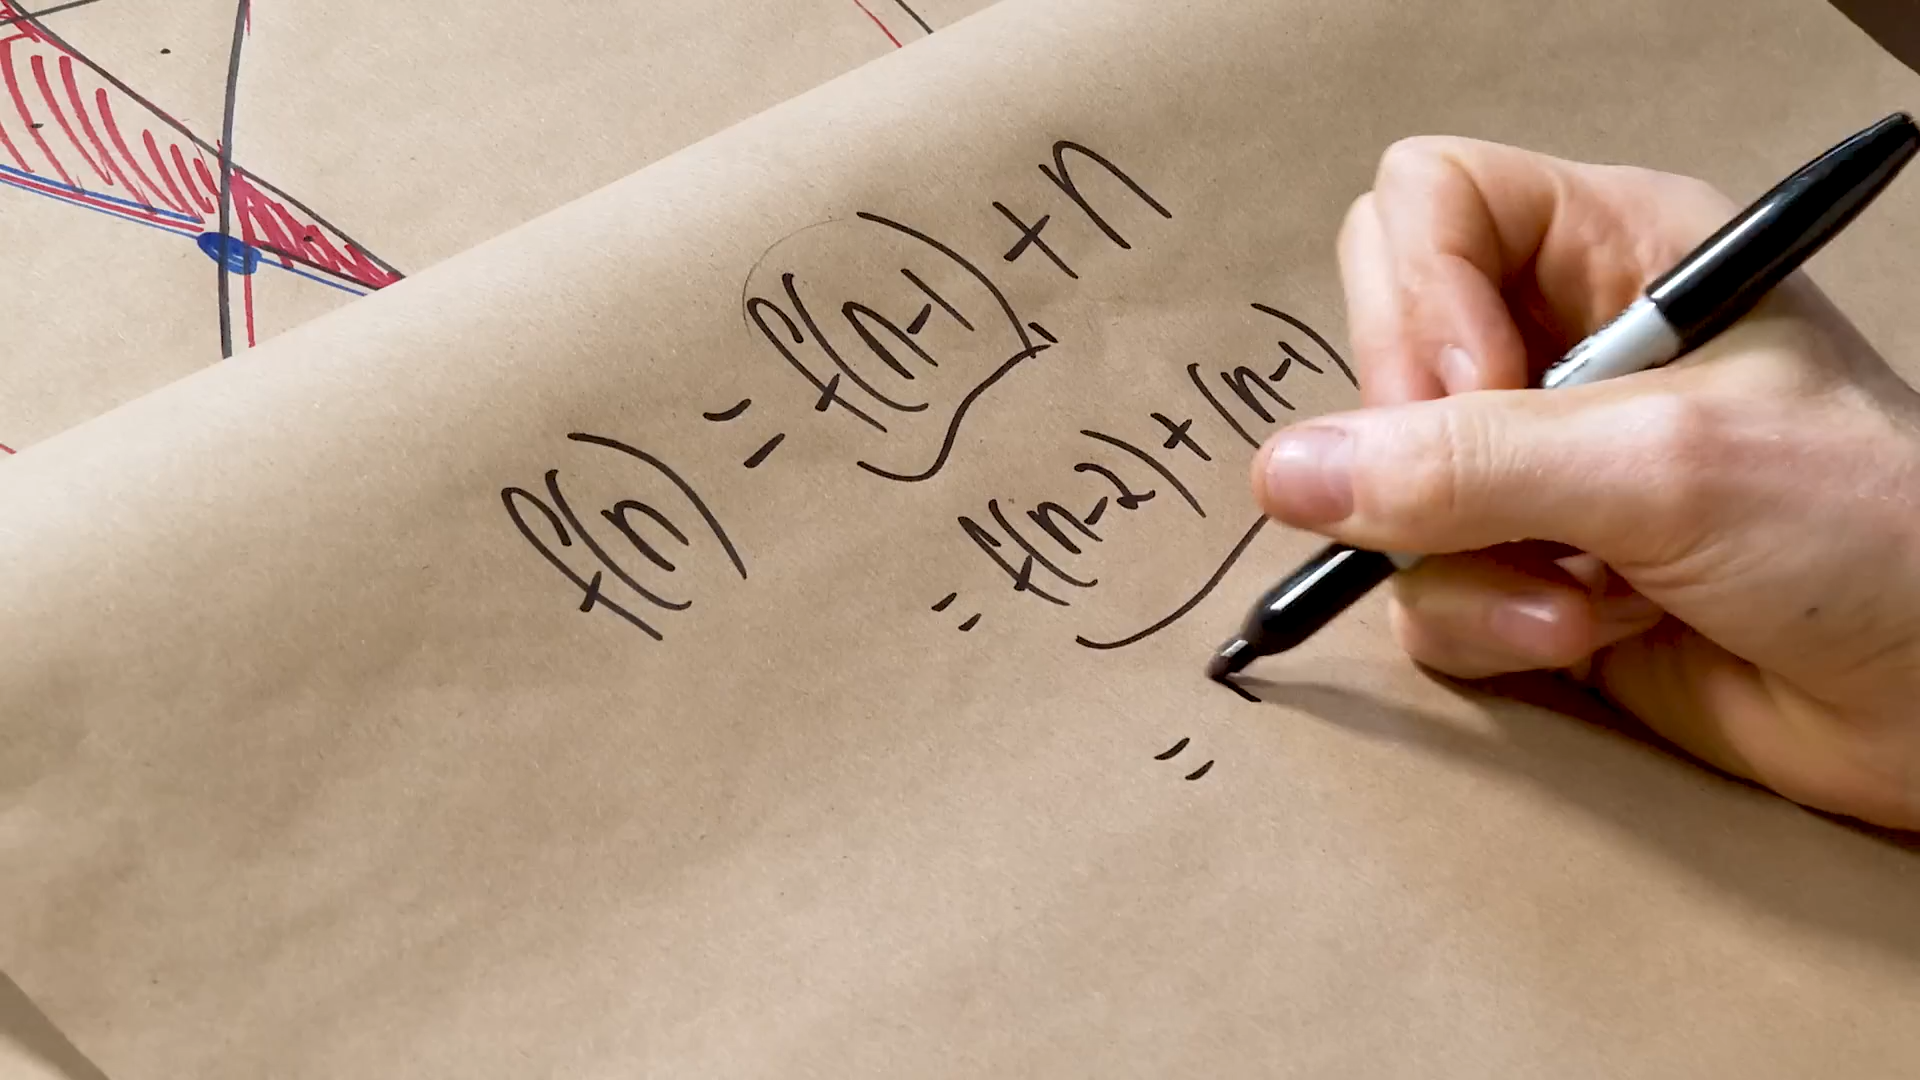 f(n) = f(n-1) + n
= f(n-2) + (n-1)
=